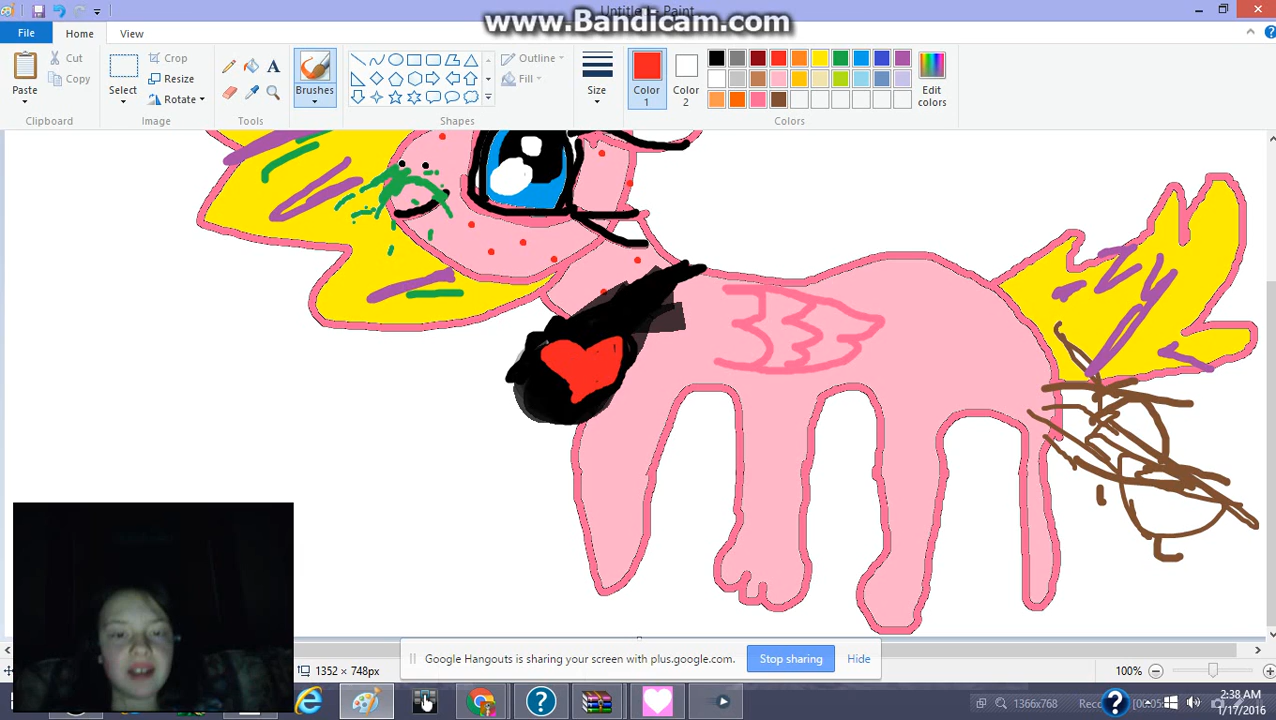 Untitled - Paint
www.Bandicam.com
File Home View
Cut
Copy
Paste
Clipboard
Select
Crop
Resize
Rotate
Image
A
Tools
Brushes
Outline
Fill
Shapes
Size
Color 1
Color 2
Edit colors
Colors
Google Hangouts is sharing your screen with plus.google.com.
Stop sharing
Hide
1352 × 748px
100%
1366x768
2:38 AM
1/17/2016